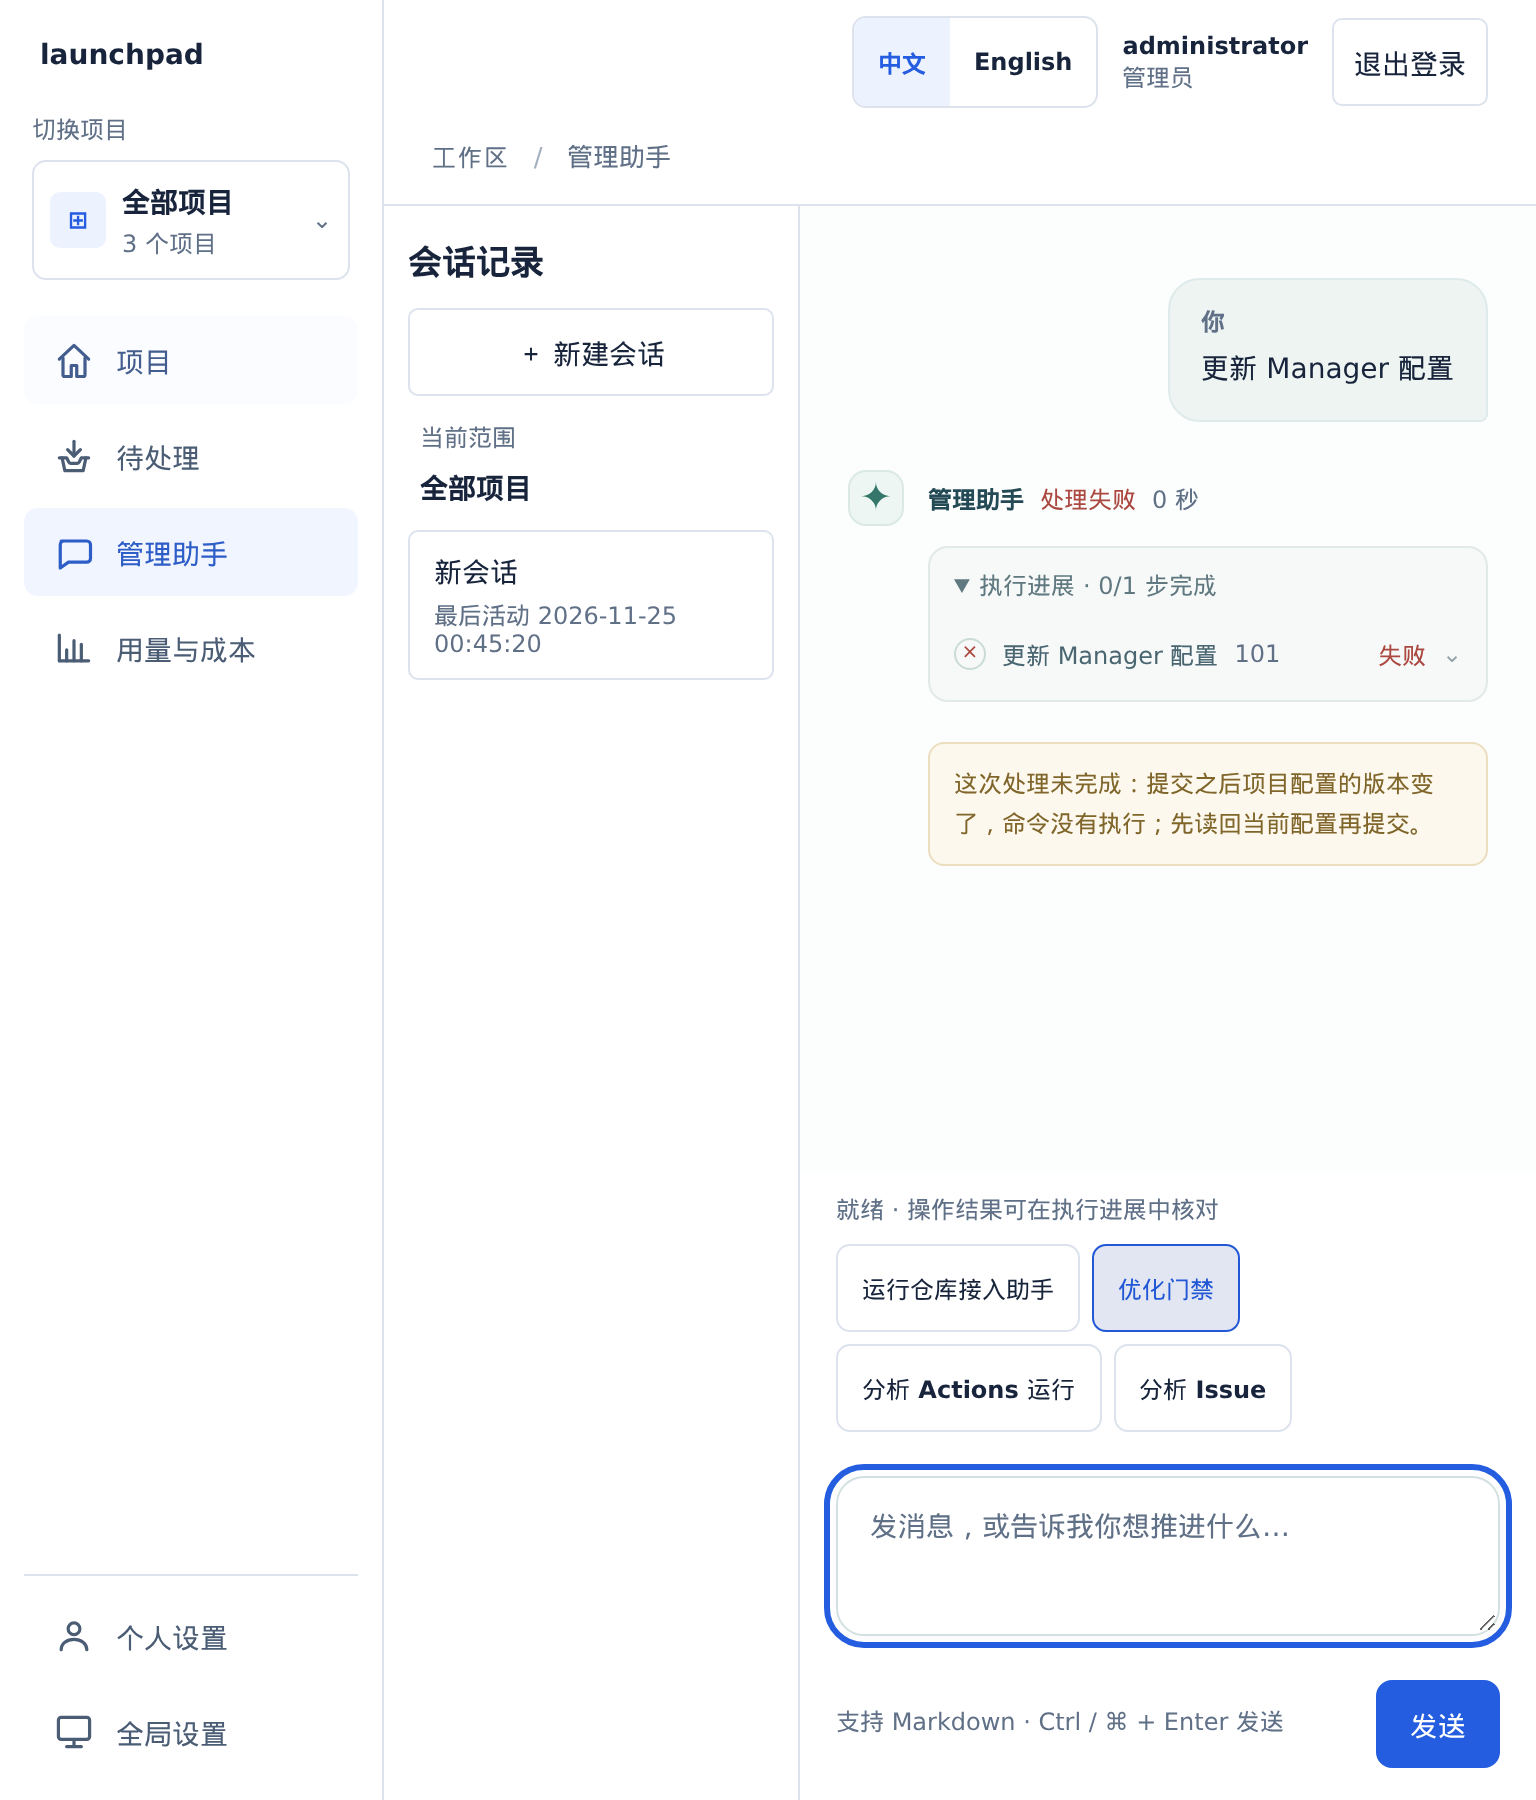 launchpad
切换项目
全部项目
3 个项目
项目
待处理
管理助手
用量与成本
个人设置
全局设置
中文
English
administrator
管理员
退出登录
工作区 / 管理助手
会话记录
+ 新建会话
当前范围
全部项目
新会话
最后活动 2026-11-25
00:45:20
你
更新 Manager 配置
管理助手 处理失败 0 秒
▼ 执行进展 · 0/1 步完成
更新 Manager 配置 101 失败
这次处理未完成：提交之后项目配置的版本变
了，命令没有执行；先读回当前配置再提交。
就绪 · 操作结果可在执行进展中核对
运行仓库接入助手
优化门禁
分析 Actions 运行
分析 Issue
发消息，或告诉我你想推进什么...
支持 Markdown · Ctrl / ⌘ + Enter 发送
发送